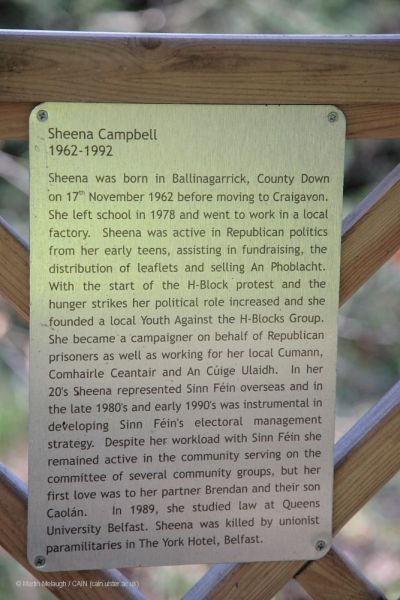 Sheena Campbell
1962-1992
Sheena was born in Ballinagarrick, County Down
on 17th November 1962 before moving to Craigavon.
She left school in 1978 and went to work in a local
factory. Sheena was active in Republican politics
from her early teens, assisting in fundraising, the
distribution of leaflets and selling An Phoblacht.
With the start of the H-Block protest and the
hunger strikes her political role increased and she
founded a local Youth Against the H-Blocks Group.
She became a campaigner on behalf of Republican
prisoners as well as working for her local Cumann,
Comhairle Ceantair and An Cúige Ulaidh. In her
20's Sheena represented Sinn Féin overseas and in
the late 1980's and early 1990's was instrumental in
developing Sinn Féin's electoral management
strategy. Despite her workload with Sinn Féin she
remained active in the community serving on the
committee of several community groups, but her
first love was to her partner Brendan and their son
Caolán. In 1989, she studied law at Queens
University Belfast. Sheena was killed by unionist
paramilitaries in The York Hotel, Belfast.
© Martin Melaugh / CAIN (cain.ulster.ac.uk)